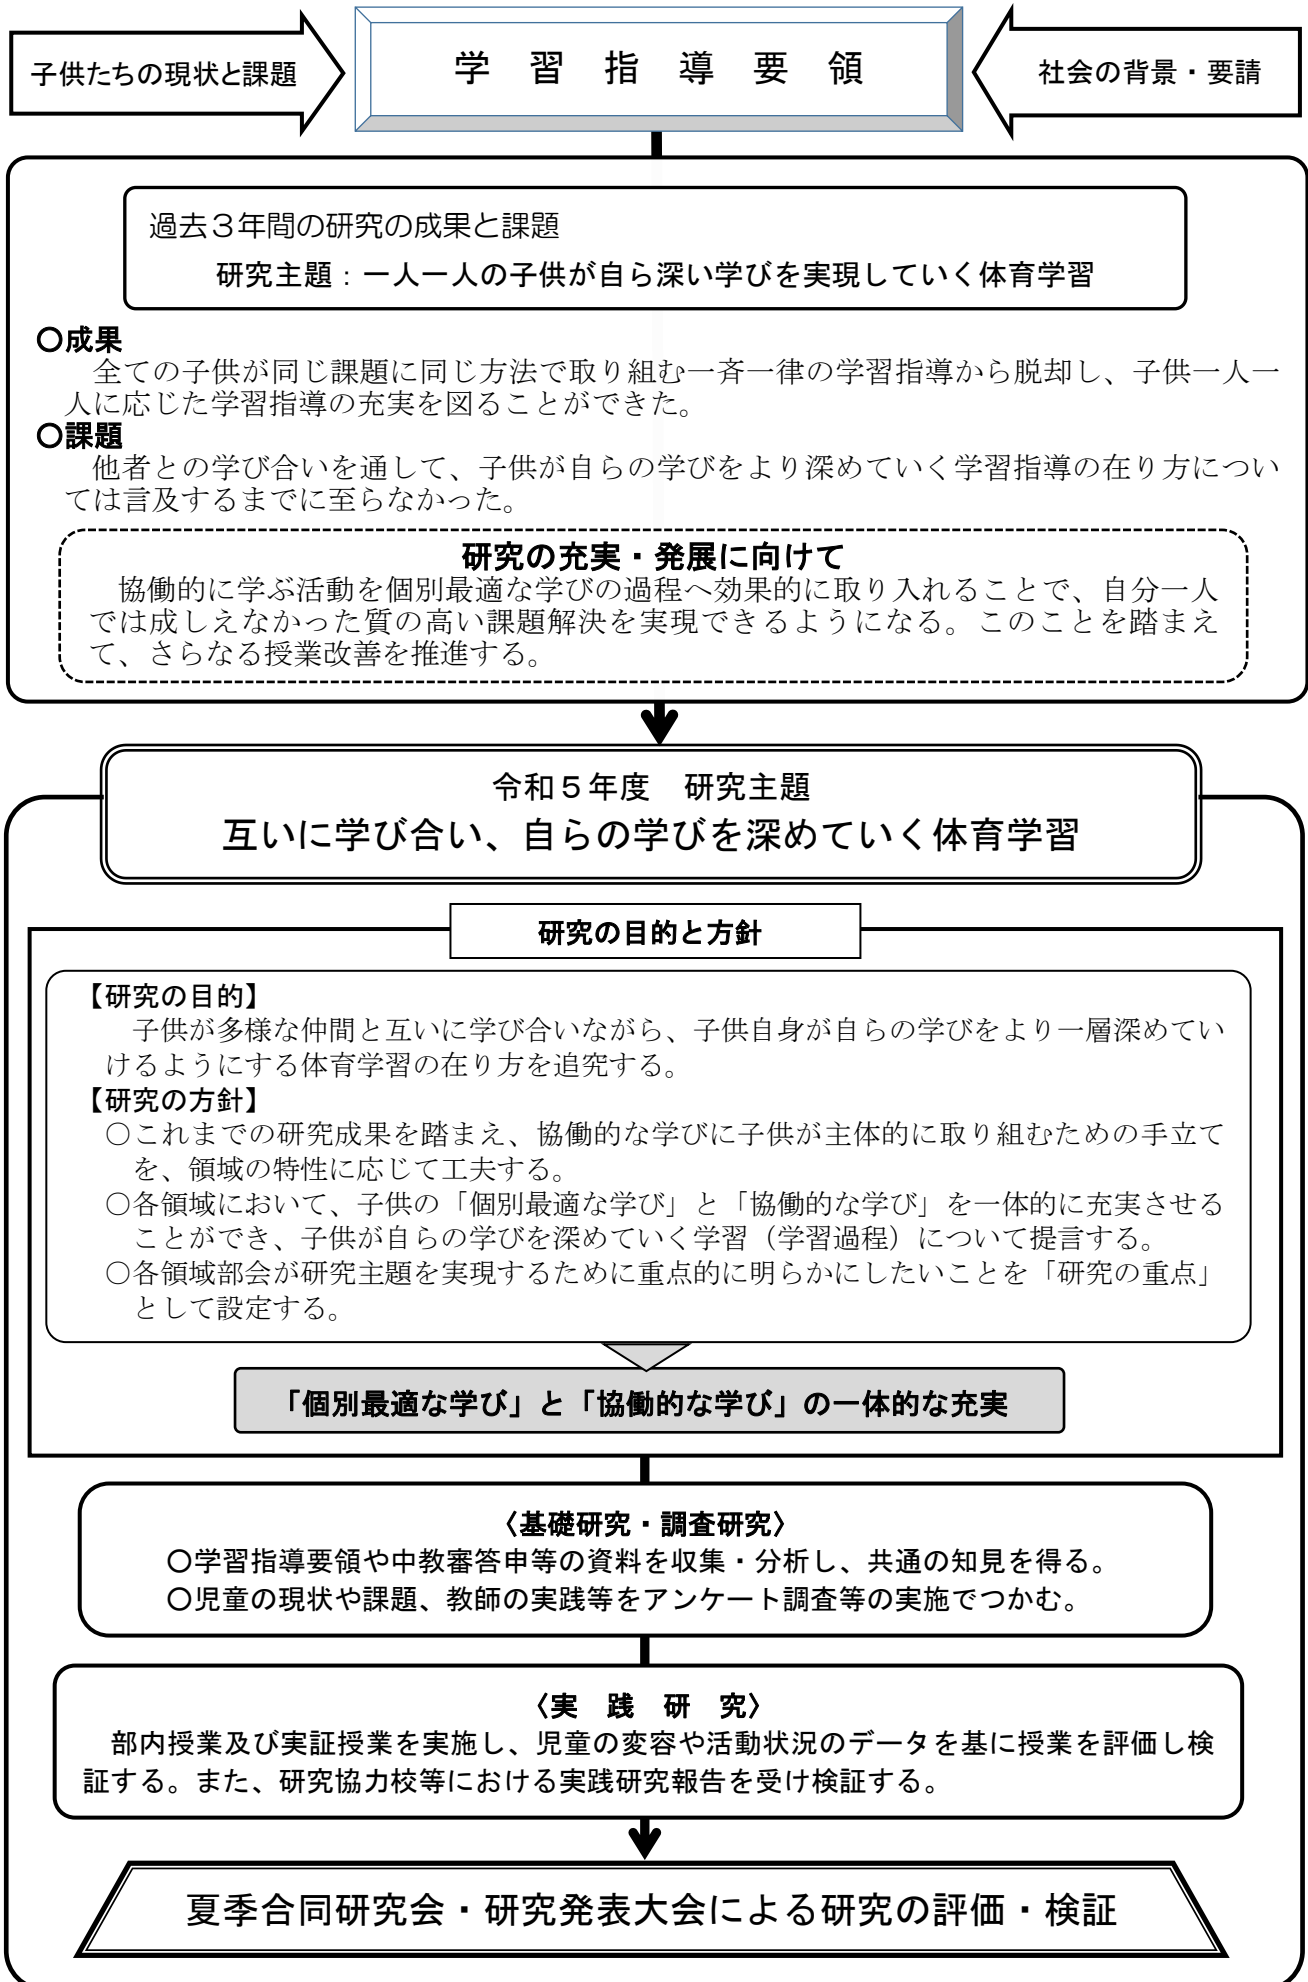 子供たちの現状と課題
学 習 指 導 要 領
社会の背景・要請
過去３年間の研究の成果と課題
研究主題：一人一人の子供が自ら深い学びを実現していく体育学習
○成果
全ての子供が同じ課題に同じ方法で取り組む一斉一律の学習指導から脱却し、子供一人一
人に応じた学習指導の充実を図ることができた。
○課題
他者との学び合いを通して、子供が自らの学びをより深めていく学習指導の在り方につい
ては言及するまでに至らなかった。
研究の充実・発展に向けて
協働的に学ぶ活動を個別最適な学びの過程へ効果的に取り入れることで、自分一人
では成しえなかった質の高い課題解決を実現できるようになる。このことを踏まえ
て、さらなる授業改善を推進する。
令和５年度 研究主題
互いに学び合い、自らの学びを深めていく体育学習
研究の目的と方針
【研究の目的】
子供が多様な仲間と互いに学び合いながら、子供自身が自らの学びをより一層深めてい
けるようにする体育学習の在り方を追究する。
【研究の方針】
○これまでの研究成果を踏まえ、協働的な学びに子供が主体的に取り組むための手立て
を、領域の特性に応じて工夫する。
○各領域において、子供の「個別最適な学び」と「協働的な学び」を一体的に充実させる
ことができ、子供が自らの学びを深めていく学習（学習過程）について提言する。
○各領域部会が研究主題を実現するために重点的に明らかにしたいことを「研究の重点」
として設定する。
「個別最適な学び」と「協働的な学び」の一体的な充実
〈基礎研究・調査研究〉
○学習指導要領や中教審答申等の資料を収集・分析し、共通の知見を得る。
○児童の現状や課題、教師の実践等をアンケート調査等の実施でつかむ。
〈実 践 研 究〉
部内授業及び実証授業を実施し、児童の変容や活動状況のデータを基に授業を評価し検
証する。また、研究協力校等における実践研究報告を受け検証する。
夏季合同研究会・研究発表大会による研究の評価・検証